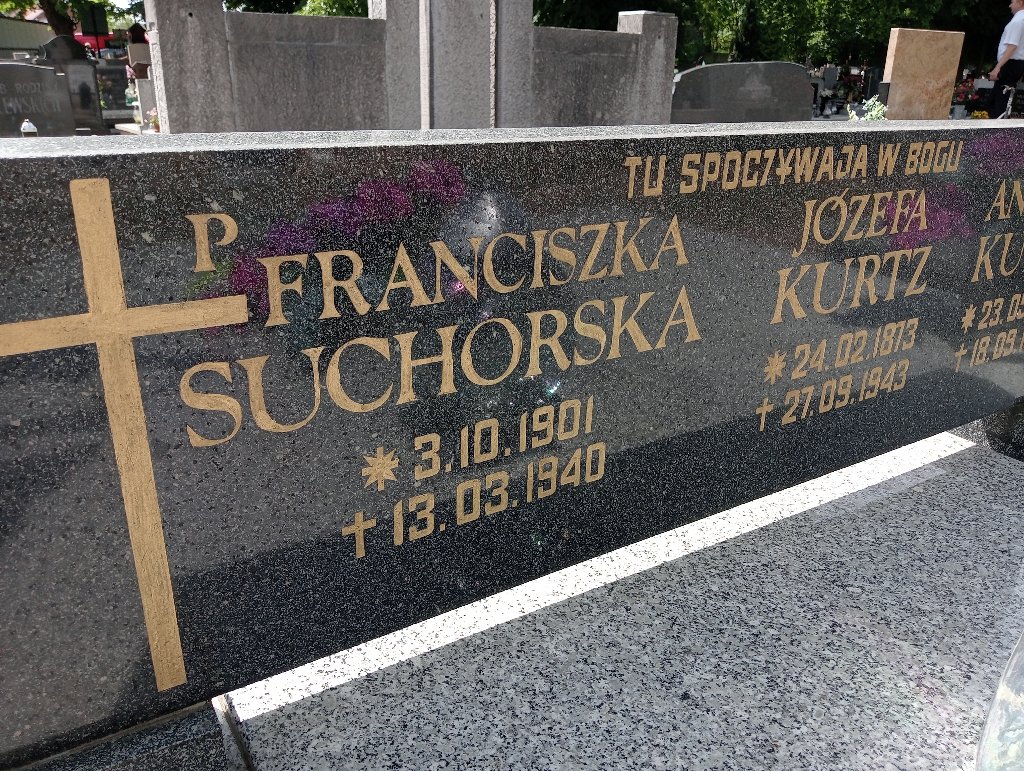 TU SPOCZYWAJĄ W BOGU
Ś P
FRANCISZKA
SUCHORSKA
* 3.10.1901
† 13.03.1940
JÓZEFA
KURTZ
* 24.02.1873
† 27.09.1943